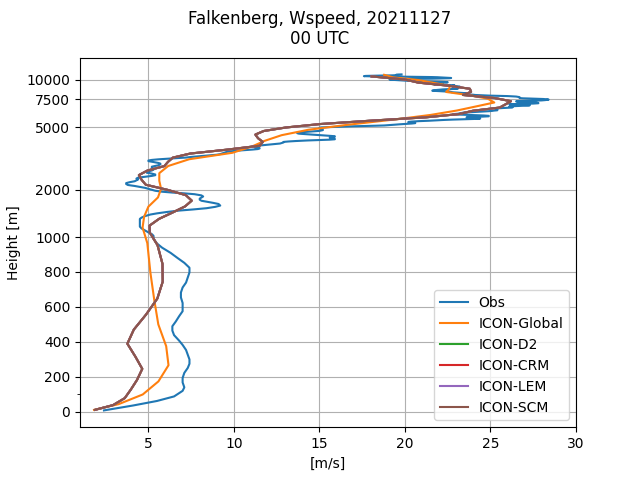 Falkenberg, Wspeed, 20211127
00 UTC
10000
7500
5000
2000
1000
800
600
400
200
0
Height [m]
Obs
ICON-Global
ICON-D2
ICON-CRM
ICON-LEM
ICON-SCM
5 10 15 20 25 30
[m/s]